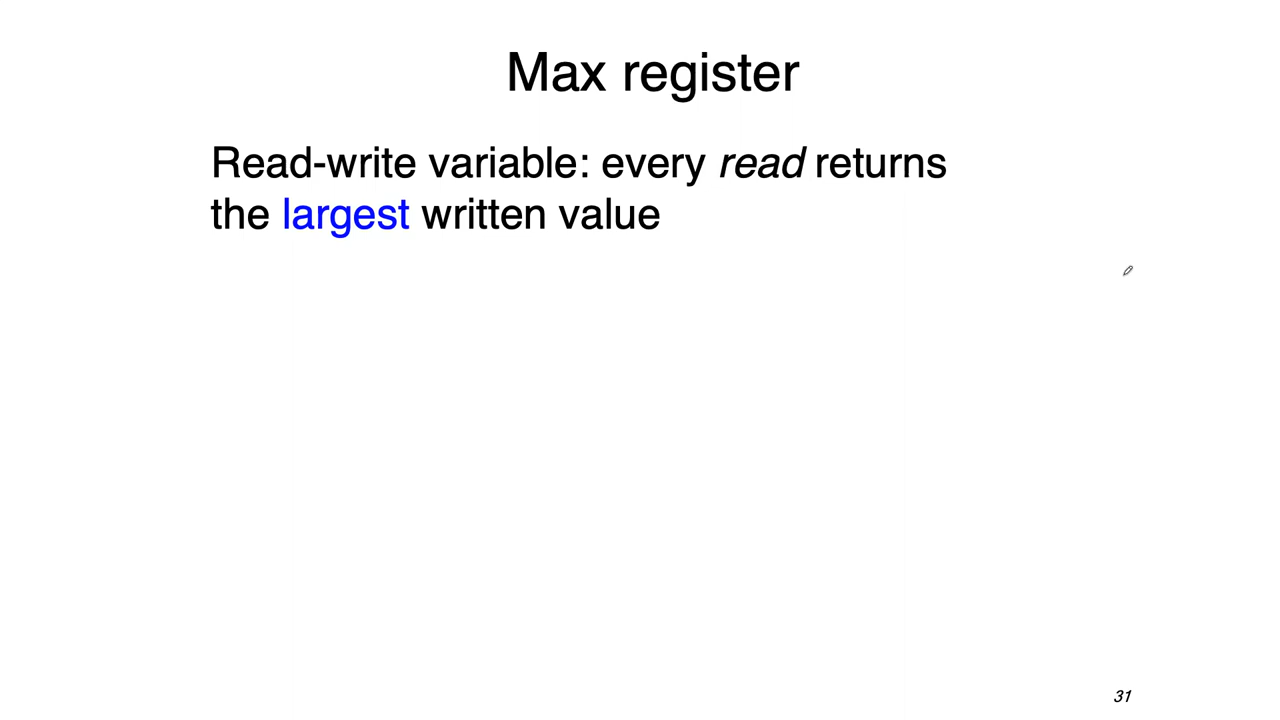 Max register
Read-write variable: every read returns
the largest written value
31